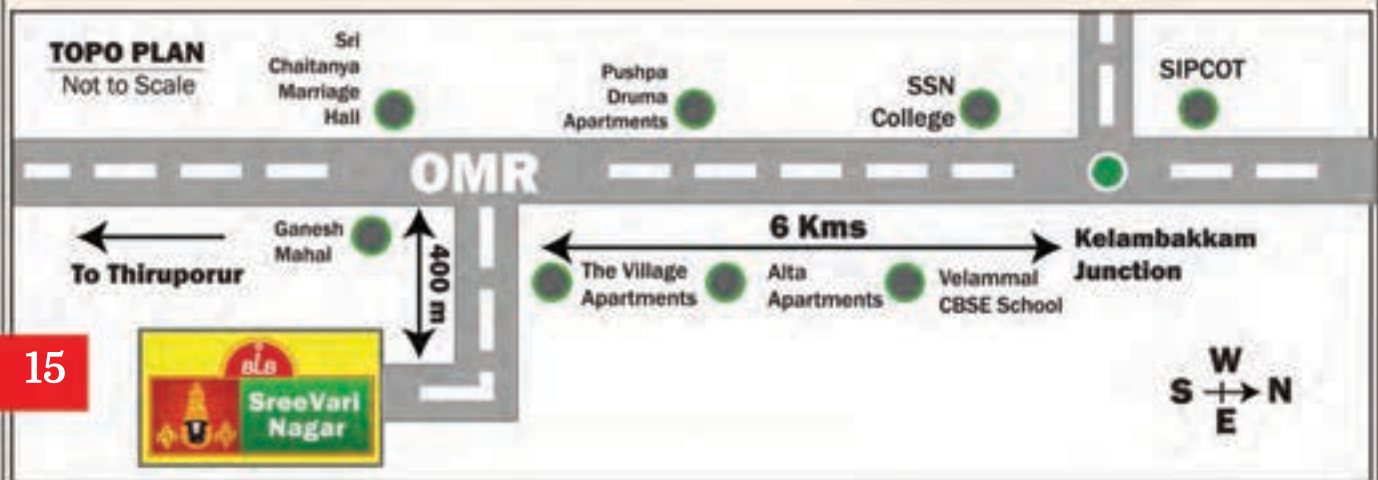 TOPO PLAN
Not to Scale
Sri
Chaitanya
Marriage
Hall
Pushpa
Druma
Apartments
SSN
College
SIPCOT
OMR
Ganesh
Mahal
To Thiruporur
400 m
6 Kms
The Village
Apartments
Alta
Apartments
Velammal
CBSE School
Kelambakkam
Junction
15
BLB
SreeVari
Nagar
W
S N
E